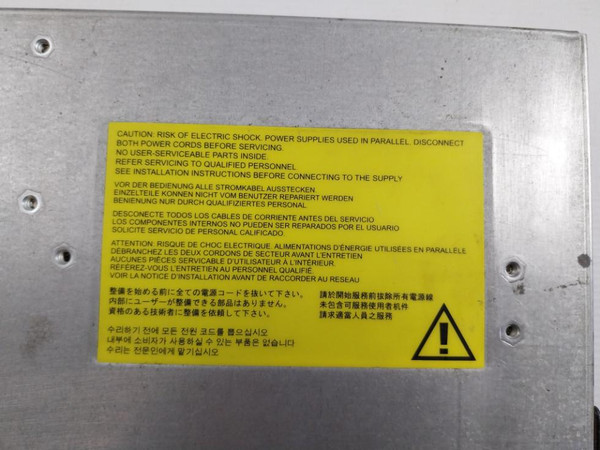 CAUTION: RISK OF ELECTRIC SHOCK. POWER SUPPLIES USED IN PARALLEL. DISCONNECT
BOTH POWER CORDS BEFORE SERVICING.
NO USER-SERVICEABLE PARTS INSIDE.
REFER SERVICING TO QUALIFIED PERSONNEL
SEE INSTALLATION INSTRUCTIONS BEFORE CONNECTING TO THE SUPPLY
VOR DER BEDIENUNG ALLE STROMKABEL AUSSTECKEN.
EINZELTEILE KONNEN NICHT VOM BENUTZER REPARIERT WERDEN
BENIENUNG NUR DURCH QUALIFIZIERTES PERSONAL
DESCONECTE TODOS LOS CABLES DE CORRIENTE ANTES DEL SERVICIO
LOS COMPONENTES INTERNOS NO PUEDEN SER REPARADOS POR EL USUARIO
SOLICITE SERVICIO DE PERSONAL CALIFICADO.
ATTENTION: RISQUE DE CHOC ELECTRIQUE. ALIMENTATIONS D'ÉNERGIE UTILISÉES EN PARALLÈLE
DÉBRANCHEZ LES DEUX CORDONS DE SECTEUR AVANT L'ENTRETIEN
AUCUNES PIÈCES SERVICABLE D'UTILISATEUR À L'INTÉRIEUR
RÉFÉREZ-VOUS L'ENTRETIEN AU PERSONNEL QUALIFIÉ.
VOIR LA NOTICE D'INSTALLATION AVANT DE RACCORDER AU RESEAU
整備を始める前に全ての電源コードを抜いて下さい。
内部にユーザーが整備できる部品はありません。
資格のある技術者に整備を依頼して下さい。
請於開始服務前拔除所有電源線
未包含可服務使用者机件
請求適當人員之服務
수리하기 전에 모든 전원 코드를 뽑으십시오
내부에 소비자가 사용하실 수 있는 부품은 없습니다
수리는 전문인에게 맡기십시오